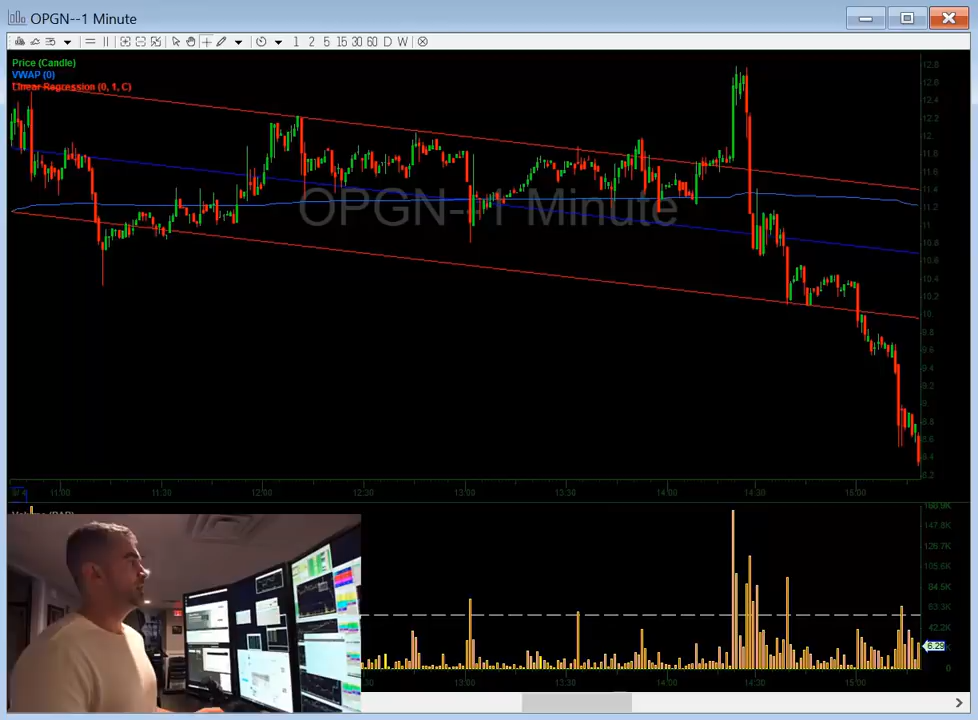 OPGN--1 Minute
1 2 5 15 30 60 D W
Price (Candle)
VWAP (0)
Linear Regression (0, 1, C)
OPGN--1 Minute
12.8
12.6
12.4
12.2
12.
11.8
11.6
11.4
11.2
11.
10.8
10.6
10.4
10.2
10.
9.8
9.6
9.4
9.2
9.
8.8
8.6
8.4
8.2
11:00 11:30 12:00 12:30 13:00 13:30 14:00 14:30 15:00
168.9K
147.8K
126.7K
105.6K
84.5K
63.3K
42.2K
6.29
0
:30 13:00 13:30 14:00 14:30 15:00